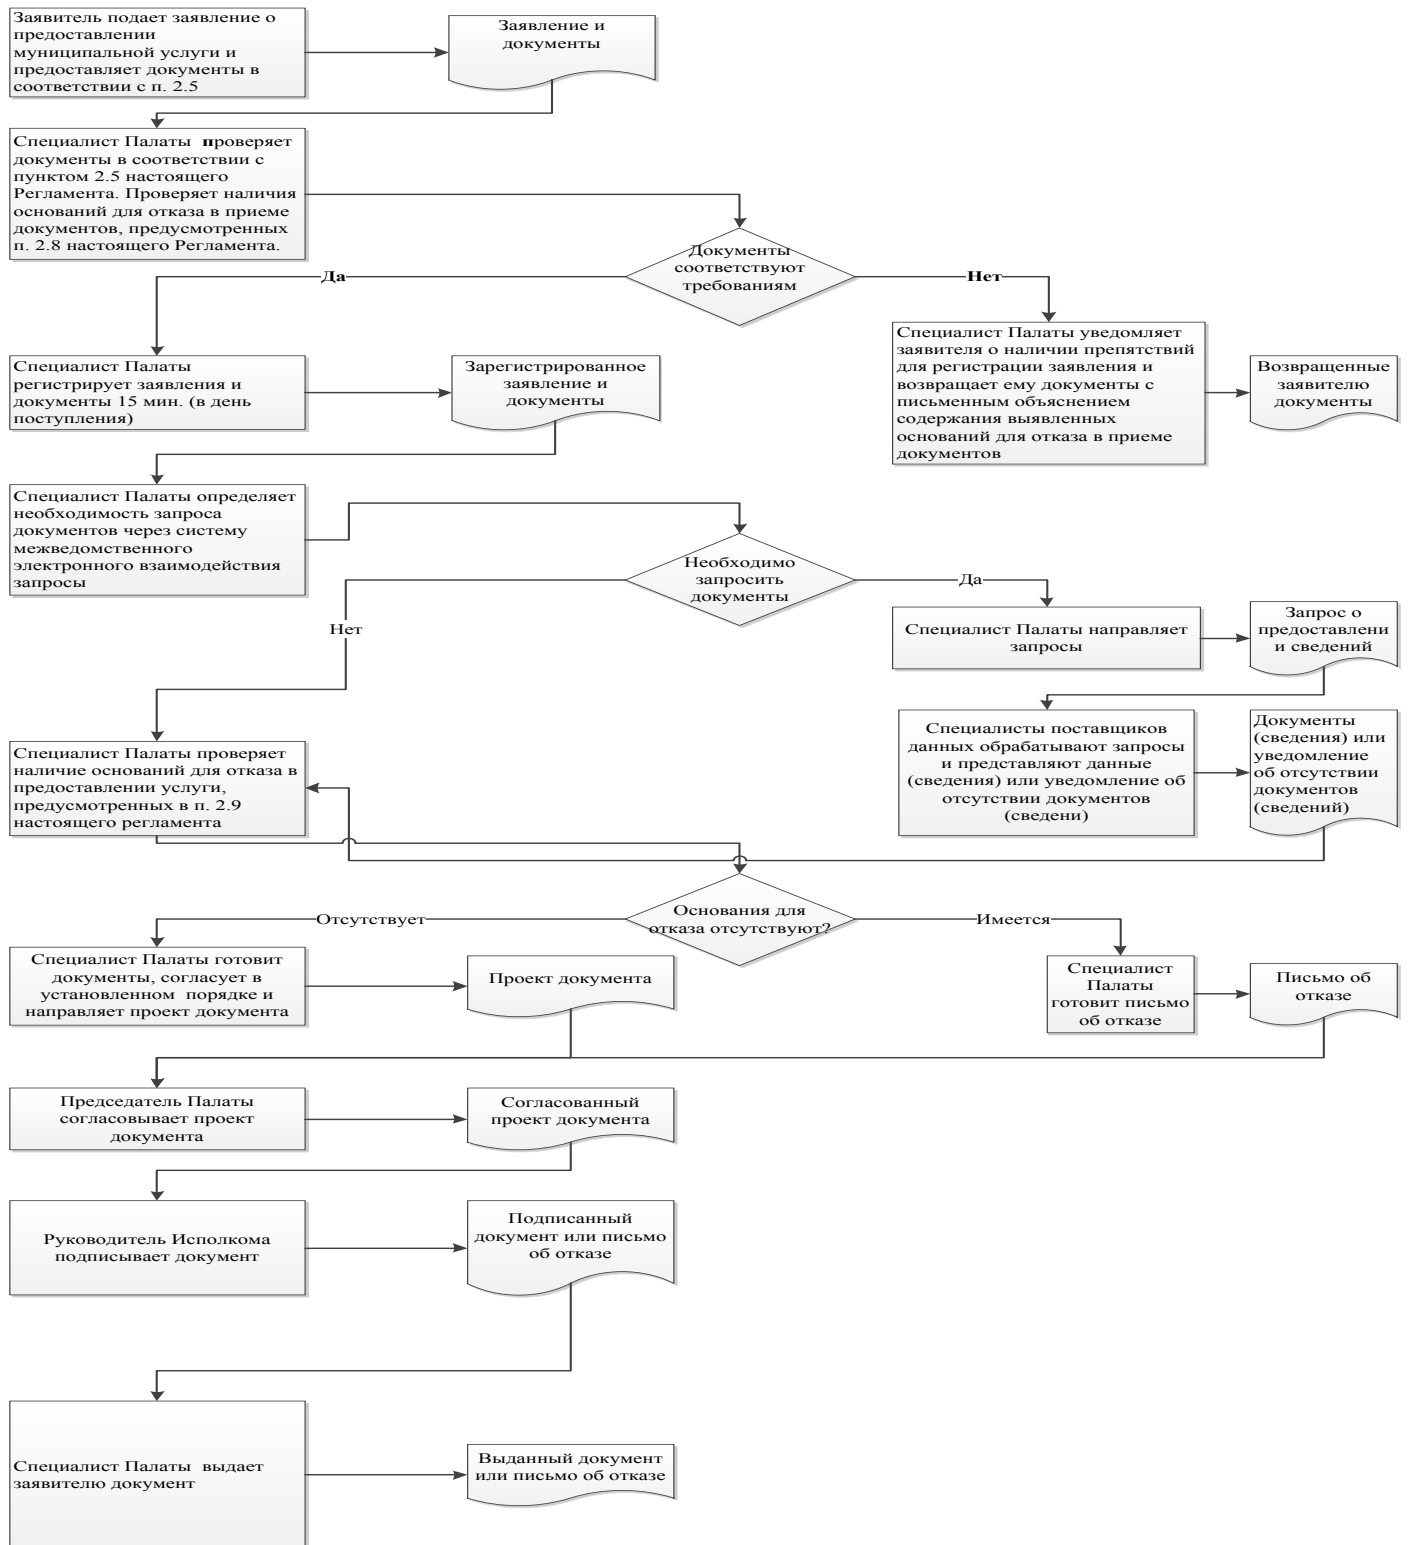 Заявитель подает заявление о
предоставлении
муниципальной услуги и
предоставляет документы в
соответствии с п. 2.5
Заявление и
документы
Специалист Палаты  проверяет
документы в соответствии с
пунктом 2.5 настоящего
Регламента. Проверяет наличия
оснований для отказа в приеме
документов, предусмотренных
п. 2.8 настоящего Регламента.
Документы
соответствуют
требованиям
Да
Нет
Специалист Палаты
регистрирует заявления и
документы 15 мин. (в день
поступления)
Зарегистрированное
заявление и
документы
Специалист Палаты уведомляет
заявителя о наличии препятствий
для регистрации заявления и
возвращает ему документы с
письменным объяснением
содержания выявленных
оснований для отказа в приеме
документов
Возвращенные
заявителю
документы
Специалист Палаты определяет
необходимость запроса
документов через систему
межведомственного
электронного взаимодействия
запросы
Необходимо
запросить
документы
Да
Нет
Специалист Палаты направляет
запросы
Запрос о
предоставлени
и сведений
Специалисты поставщиков
данных обрабатывают запросы
и представляют данные
(сведения) или уведомление об
отсутствии документов
(сведени)
Документы
(сведения) или
уведомление
об отсутствии
документов
(сведений)
Специалист Палаты проверяет
наличие оснований для отказа в
предоставлении услуги,
предусмотренных в п. 2.9
настоящего регламента
Основания для
отказа отсутствуют?
Отсутствует
Имеется
Специалист Палаты готовит
документы, согласует в
установленном  порядке и
направляет проект документа
Проект документа
Специалист
Палаты
готовит письмо
об отказе
Письмо об
отказе
Председатель Палаты
согласовывает проект
документа
Согласованный
проект документа
Руководитель Исполкома
подписывает документ
Подписанный
документ или письмо
об отказе
Специалист Палаты  выдает
заявителю документ
Выданный документ
или письмо об отказе